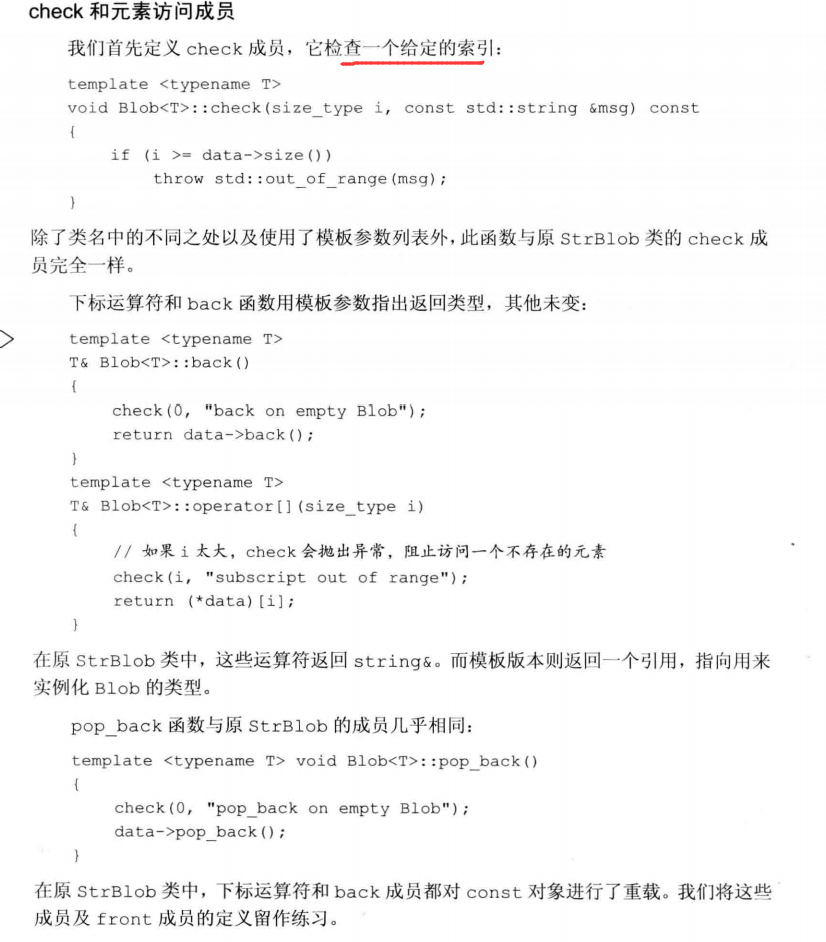 check 和元素访问成员
我们首先定义 check 成员，它检查一个给定的索引：
template <typename T>
void Blob<T>::check(size_type i, const std::string &msg) const
{
if (i >= data->size())
throw std::out_of_range(msg);
}
除了类名中的不同之处以及使用了模板参数列表外，此函数与原 StrBlob 类的 check 成
员完全一样。
下标运算符和 back 函数用模板参数指出返回类型，其他未变：
template <typename T>
T& Blob<T>::back()
{
check(0, "back on empty Blob");
return data->back();
}
template <typename T>
T& Blob<T>::operator[](size_type i)
{
// 如果 i 太大，check 会抛出异常，阻止访问一个不存在的元素
check(i, "subscript out of range");
return (*data)[i];
}
在原 StrBlob 类中，这些运算符返回 string&。而模板版本则返回一个引用，指向用来
实例化 Blob 的类型。
pop_back 函数与原 StrBlob 的成员几乎相同：
template <typename T> void Blob<T>::pop_back()
{
check(0, "pop_back on empty Blob");
data->pop_back();
}
在原 StrBlob 类中，下标运算符和 back 成员都对 const 对象进行了重载。我们将这些
成员及 front 成员的定义留作练习。